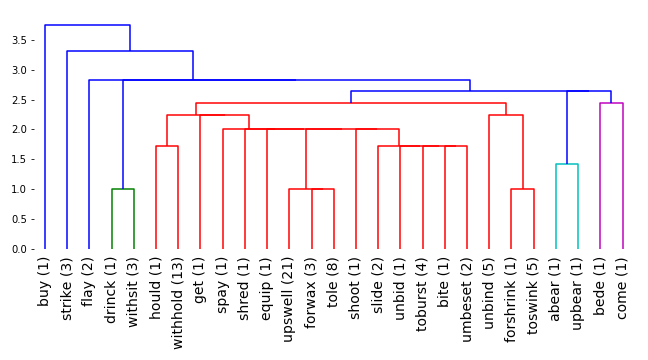 3.5
3.0
2.5
2.0
1.5
1.0
0.5
0.0
buy (1)
strike (3)
flay (2)
drinck (1)
withsit (3)
hould (1)
withhold (13)
get (1)
spay (1)
shred (1)
equip (1)
upswell (21)
forwax (3)
tole (8)
shoot (1)
slide (2)
unbid (1)
toburst (4)
bite (1)
umbeset (2)
unbind (5)
forshrink (1)
toswink (5)
abear (1)
upbear (1)
bede (1)
come (1)